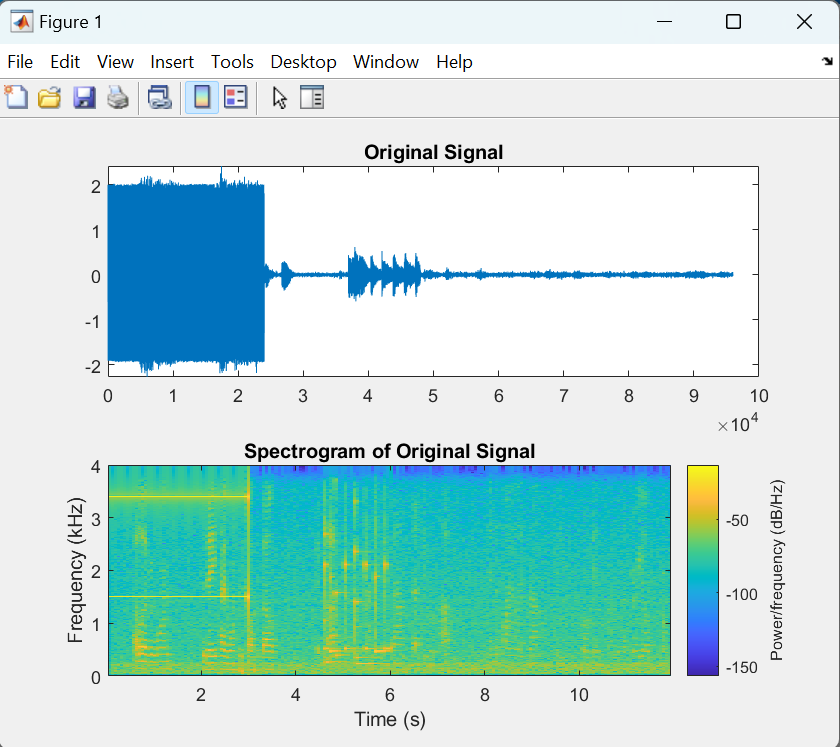 Figure 1
File Edit View Insert Tools Desktop Window Help
Original Signal
2
1
0
-1
-2
0 1 2 3 4 5 6 7 8 9 10
×10^4
Spectrogram of Original Signal
4
3
2
1
0
Frequency (kHz)
2 4 6 8 10
Time (s)
-50
-100
-150
Power/frequency (dB/Hz)